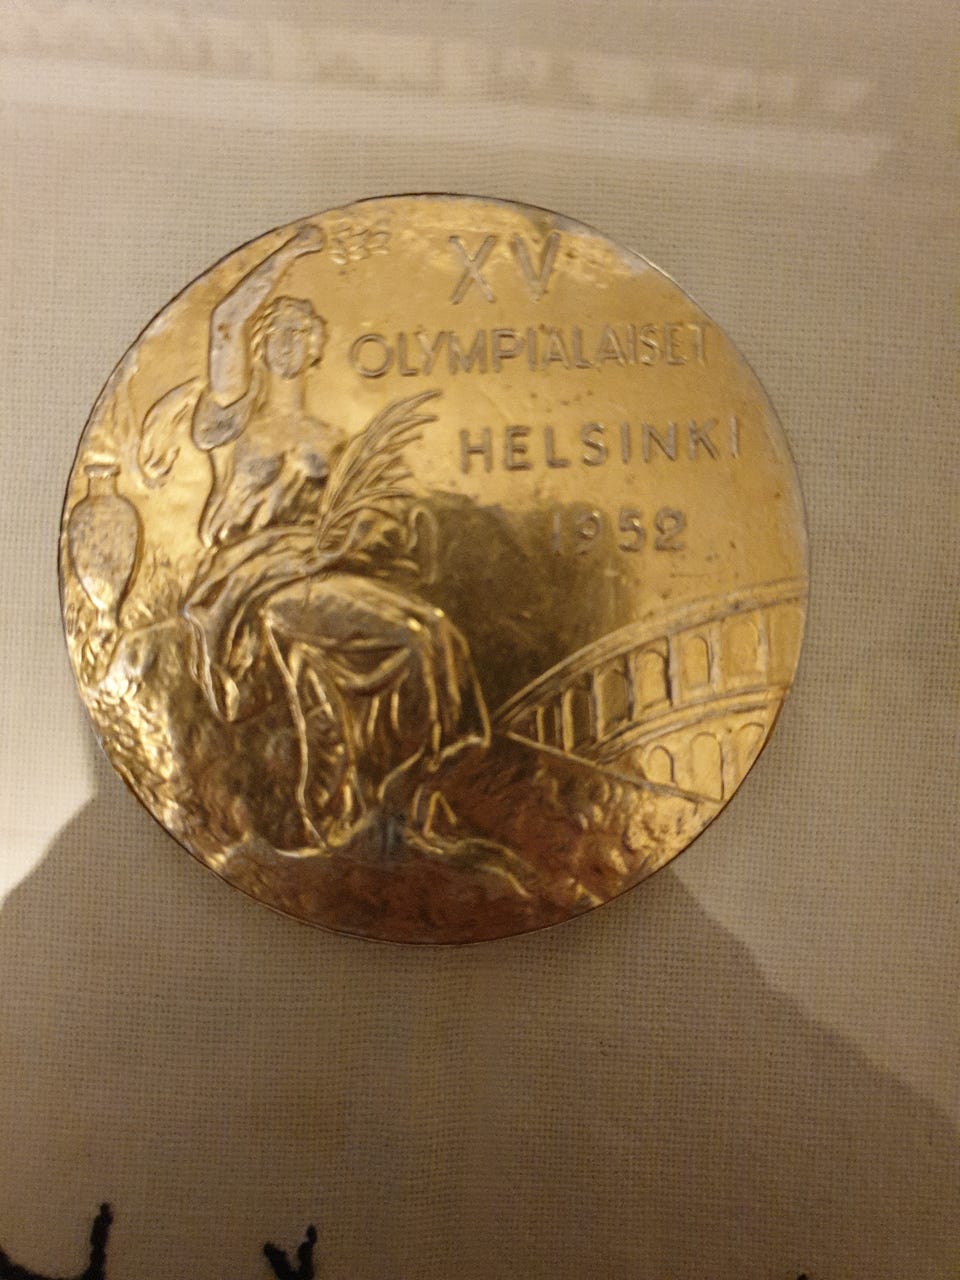 XV
OLYMPIALAISET
HELSINKI
1952